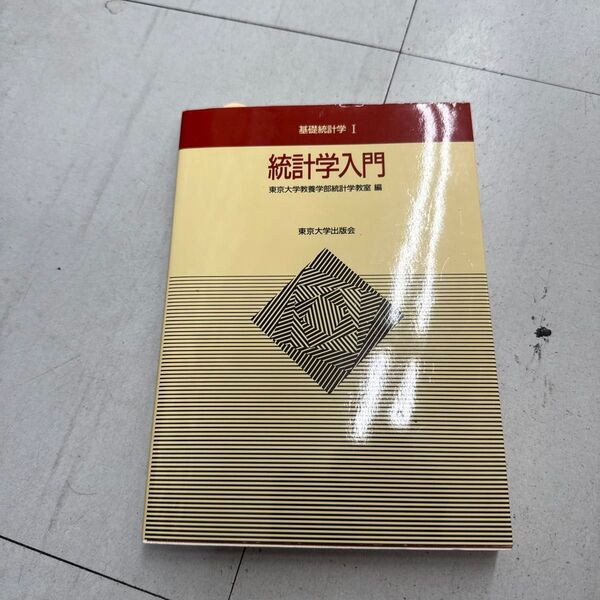 基礎統計学 I
統計学入門
東京大学教養学部統計学教室 編
東京大学出版会